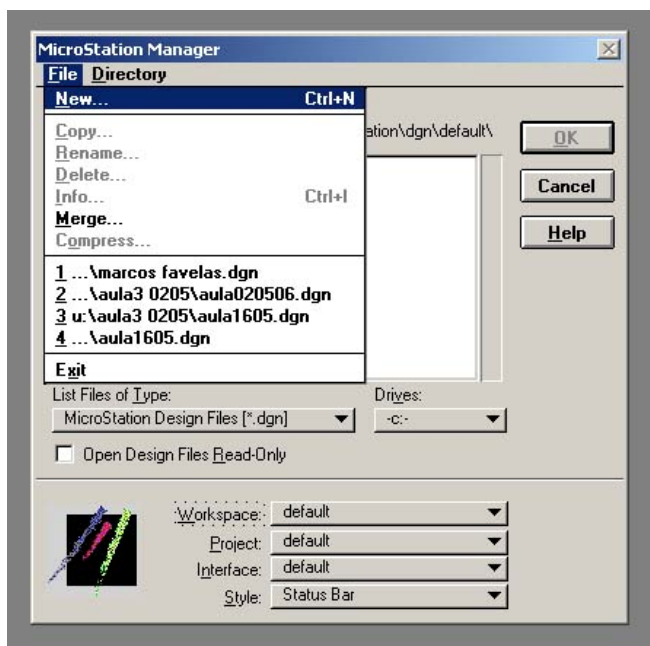 MicroStation Manager
File Directory
New... Ctrl+N
Copy...
Rename...
Delete...
Info... Ctrl+I
Merge...
Compress...
1 ...\marcos favelas.dgn
2 ...\aula3 0205\aula020506.dgn
3 u:\aula3 0205\aula1605.dgn
4 ...\aula1605.dgn
Exit
ation\dgn\default\
OK
Cancel
Help
List Files of Type: Drives:
MicroStation Design Files [*.dgn] -c:-
Open Design Files Read-Only
Workspace: default
Project: default
Interface: default
Style: Status Bar